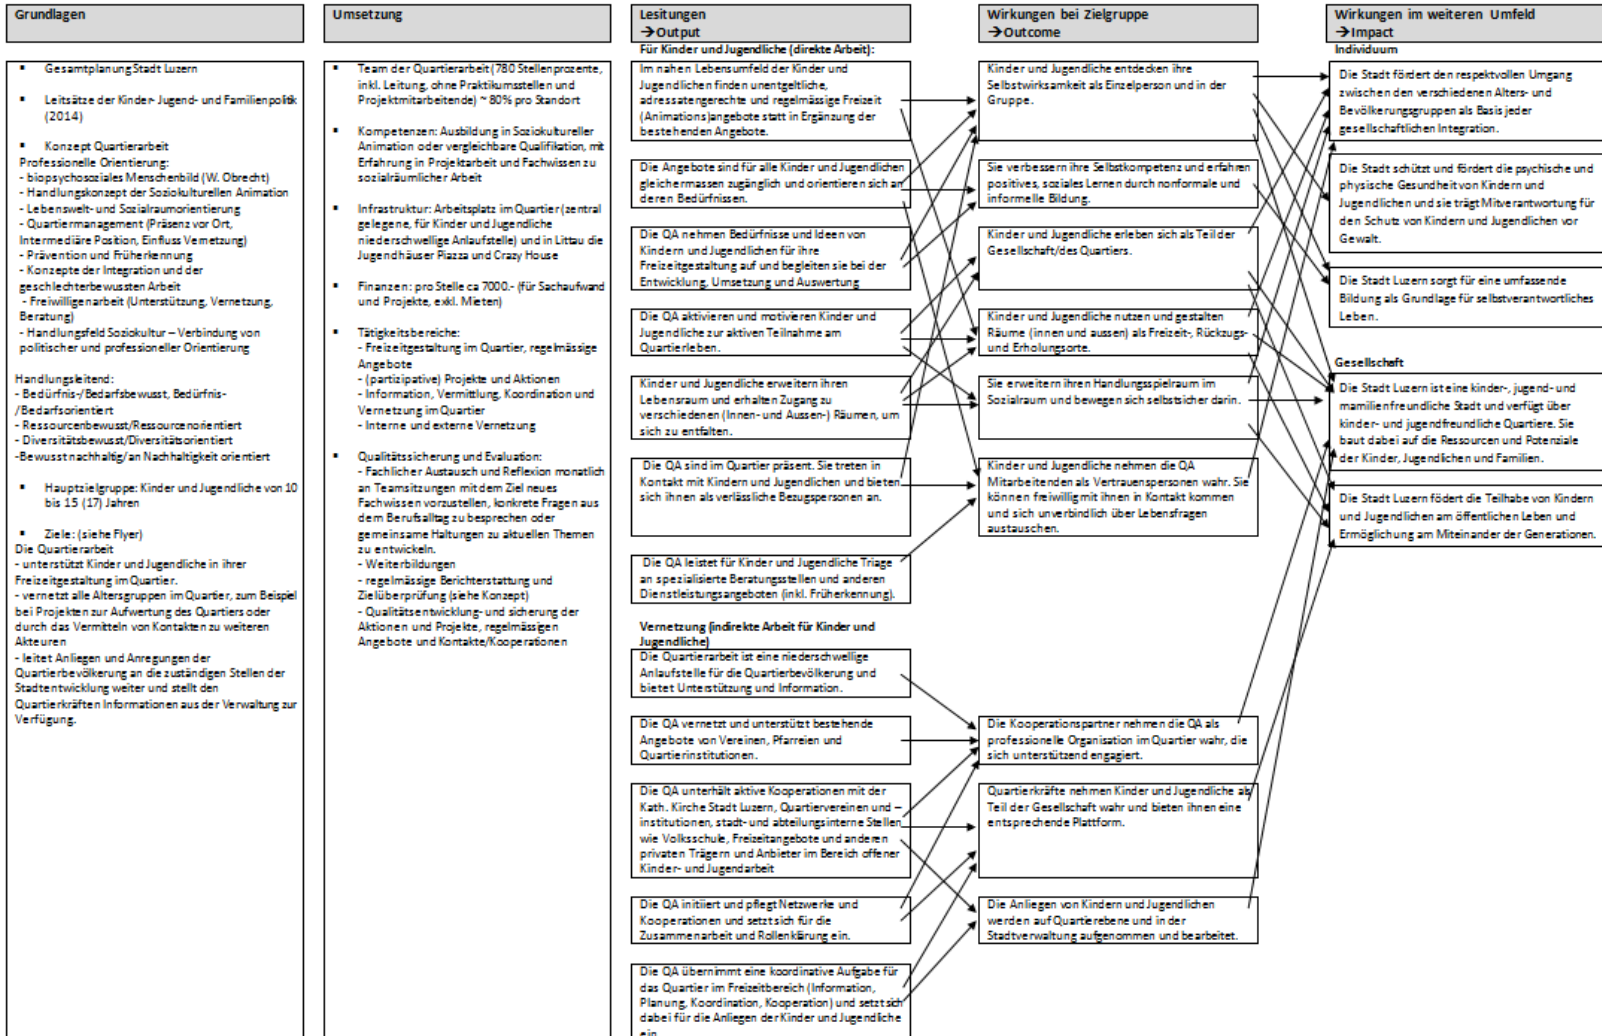 Grundlagen
Gesamtplanung Stadt Luzern
Leitsätze der Kinder- Jugend- und Familienpolitik
(2014)
Konzept Quartierarbeit
Professionelle Orientierung:
- biopsychosoziales Menschenbild (W. Obrecht)
- Handlungskonzept der Soziokulturellen Animation
- Lebenswelt- und Sozialraumorientierung
- Quartiermanagement (Präsenz vor Ort,
Intermediäre Position, Einfluss Vernetzung)
- Prävention und Früherkennung
- Konzepte der Integration und der
geschlechterbewussten Arbeit
- Freiwilligenarbeit (Unterstützung, Vernetzung,
Beratung)
- Handlungsfeld Soziokultur – Verbindung von
politischer und professioneller Orientierung
Handlungsleitend:
- Bedürfnis-/Bedarfsbewusst, Bedürfnis-
/Bedarfsorientiert
- Ressourcenbewusst/Ressourcenorientiert
- Diversitätsbewusst/Diversitätsorientiert
-Bewusst nachhaltig/an Nachhaltigkeit orientiert
Hauptzielgruppe: Kinder und Jugendliche von 10
bis 15 (17) Jahren
Ziele: (siehe Flyer)
Die Quartierarbeit
- unterstützt Kinder und Jugendliche in ihrer
Freizeitgestaltung im Quartier.
- vernetzt alle Altersgruppen im Quartier, zum Beispiel
bei Projekten zur Aufwertung des Quartiers oder
durch das Vermitteln von Kontakten zu weiteren
Akteuren
- leitet Anliegen und Anregungen der
Quartierbevölkerung an die zuständigen Stellen der
Stadtentwicklung weiter und stellt den
Quartierkräften Informationen aus der Verwaltung zur
Verfügung.
Umsetzung
Team der Quartierarbeit (780 Stellenprozente,
inkl. Leitung, ohne Praktikumsstellen und
Projektmitarbeitende) ~ 80% pro Standort
Kompetenzen: Ausbildung in Soziokultureller
Animation oder vergleichbare Qualifikation, mit
Erfahrung in Projektarbeit und Fachwissen zu
sozialräumlicher Arbeit
Infrastruktur: Arbeitsplatz im Quartier (zentral
gelegene, für Kinder und Jugendliche
niederschwellige Anlaufstelle) und in Littau die
Jugendhäuser Piazza und Crazy House
Finanzen: pro Stelle ca 7000.- (für Sachaufwand
und Projekte, exkl. Mieten)
Tätigkeitsbereiche:
- Freizeitgestaltung im Quartier, regelmässige
Angebote
- (partizipative) Projekte und Aktionen
- Information, Vermittlung, Koordination und
Vernetzung im Quartier
- Interne und externe Vernetzung
Qualitätssicherung und Evaluation:
- Fachlicher Austausch und Reflexion monatlich
an Teamsitzungen mit dem Ziel neues
Fachwissen vorzustellen, konkrete Fragen aus
dem Berufsalltag zu besprechen oder
gemeinsame Haltungen zu aktuellen Themen
zu entwickeln.
- Weiterbildungen
- regelmässige Berichterstattung und
Zielüberprüfung (siehe Konzept)
- Qualitätsentwicklung- und sicherung der
Aktionen und Projekte, regelmässigen
Angebote und Kontakte/Kooperationen
Lesitungen
→Output
Für Kinder und Jugendliche (direkte Arbeit):
Im nahen Lebensumfeld der Kinder und
Jugendlichen finden unentgeltliche,
adressatengerechte und regelmässige Freizeit
(Animations)angebote statt in Ergänzung der
bestehenden Angebote.
Die Angebote sind für alle Kinder und Jugendlichen
gleichermassen zugänglich und orientieren sich an
deren Bedürfnissen.
Die QA nehmen Bedürfnisse und Ideen von
Kindern und Jugendlichen für ihre
Freizeitgestaltung auf und begleiten sie bei der
Entwicklung, Umsetzung und Auswertung
Die QA aktivieren und motivieren Kinder und
Jugendliche zur aktiven Teilnahme am
Quartierleben.
Kinder und Jugendliche erweitern ihren
Lebensraum und erhalten Zugang zu
verschiedenen (Innen- und Aussen-) Räumen, um
sich zu entfalten.
Die QA sind im Quartier präsent. Sie treten in
Kontakt mit Kindern und Jugendlichen und bieten
sich ihnen als verlässliche Bezugspersonen an.
Die QA leistet für Kinder und Jugendliche Triage
an spezialisierte Beratungsstellen und anderen
Dienstleistungsangeboten (inkl. Früherkennung).
Vernetzung (indirekte Arbeit für Kinder und
Jugendliche)
Die Quartierarbeit ist eine niederschwellige
Anlaufstelle für die Quartierbevölkerung und
bietet Unterstützung und Information.
Die QA vernetzt und unterstützt bestehende
Angebote von Vereinen, Pfarreien und
Quartierinstitutionen.
Die QA unterhält aktive Kooperationen mit der
Kath. Kirche Stadt Luzern, Quartiervereinen und –
institutionen, stadt- und abteilungsinterne Stellen
wie Volksschule, Freizeitangebote und anderen
privaten Trägern und Anbieter im Bereich offener
Kinder- und Jugendarbeit
Die QA initiiert und pflegt Netzwerke und
Kooperationen und setzt sich für die
Zusammenarbeit und Rollenklärung ein.
Die QA übernimmt eine koordinative Aufgabe für
das Quartier im Freizeitbereich (Information,
Planung, Koordination, Kooperation) und setzt sich
dabei für die Anliegen der Kinder und Jugendliche
ein.
Wirkungen bei Zielgruppe
→Outcome
Kinder und Jugendliche entdecken ihre
Selbstwirksamkeit als Einzelperson und in der
Gruppe.
Sie verbessern ihre Selbstkompetenz und erfahren
positives, soziales Lernen durch nonformale und
informelle Bildung.
Kinder und Jugendliche erleben sich als Teil der
Gesellschaft/des Quartiers.
Kinder und Jugendliche nutzen und gestalten
Räume (innen und aussen) als Freizeit-, Rückzugs-
und Erholungsorte.
Sie erweitern ihren Handlungsspielraum im
Sozialraum und bewegen sich selbstsicher darin.
Kinder und Jugendliche nehmen die QA
Mitarbeitenden als Vertrauenspersonen wahr. Sie
können freiwillig mit ihnen in Kontakt kommen
und sich unverbindlich über Lebensfragen
austauschen.
Die Kooperationspartner nehmen die QA als
professionelle Organisation im Quartier wahr, die
sich unterstützend engagiert.
Quartierkräfte nehmen Kinder und Jugendliche als
Teil der Gesellschaft wahr und bieten ihnen eine
entsprechende Plattform.
Die Anliegen von Kindern und Jugendlichen
werden auf Quartierebene und in der
Stadtverwaltung aufgenommen und bearbeitet.
Wirkungen im weiteren Umfeld
→Impact
Individuum
Die Stadt fördert den respektvollen Umgang
zwischen den verschiedenen Alters- und
Bevölkerungsgruppen als Basis jeder
gesellschaftlichen Integration.
Die Stadt schützt und fördert die psychische und
physische Gesundheit von Kindern und
Jugendlichen und sie trägt Mitverantwortung für
den Schutz von Kindern und Jugendlichen vor
Gewalt.
Die Stadt Luzern sorgt für eine umfassende
Bildung als Grundlage für selbstverantwortliches
Leben.
Gesellschaft
Die Stadt Luzern ist eine kinder-, jugend- und
mamilienfreundliche Stadt und verfügt über
kinder- und jugendfreundliche Quartiere. Sie
baut dabei auf die Ressourcen und Potenziale
der Kinder, Jugendlichen und Familien.
Die Stadt Luzern födert die Teilhabe von Kindern
und Jugendlichen am öffentlichen Leben und
Ermöglichung am Miteinander der Generationen.